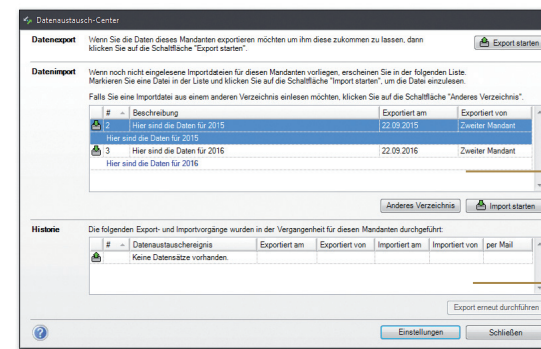 Datenaustausch-Center
Datenexport
Wenn Sie die Daten dieses Mandanten exportieren möchten um ihm diese zukommen zu lassen, dann
klicken Sie auf die Schaltfläche "Export starten".
Export starten
Datenimport
Wenn noch nicht eingelesene Importdateien für diesen Mandanten vorliegen, erscheinen Sie in der folgenden Liste.
Markieren Sie eine Datei in der Liste und klicken Sie auf die Schaltfläche "Import starten", um die Datei einzulesen.
Falls Sie eine Importdatei aus einem anderen Verzeichnis einlesen möchten, klicken Sie auf die Schaltfläche "Anderes Verzeichnis".
# Beschreibung Exportiert am Exportiert von
2 Hier sind die Daten für 2015 22.09.2015 Zweiter Mandant
Hier sind die Daten für 2015
3 Hier sind die Daten für 2016 22.09.2016 Zweiter Mandant
Hier sind die Daten für 2016
Anderes Verzeichnis Import starten
Historie
Die folgenden Export- und Importvorgänge wurden in der Vergangenheit für diesen Mandanten durchgeführt:
# Datenaustauschereignis Exportiert am Exportiert von Importiert am Importiert von per Mail
Keine Datensätze vorhanden.
Export erneut durchführen
? Einstellungen Schließen